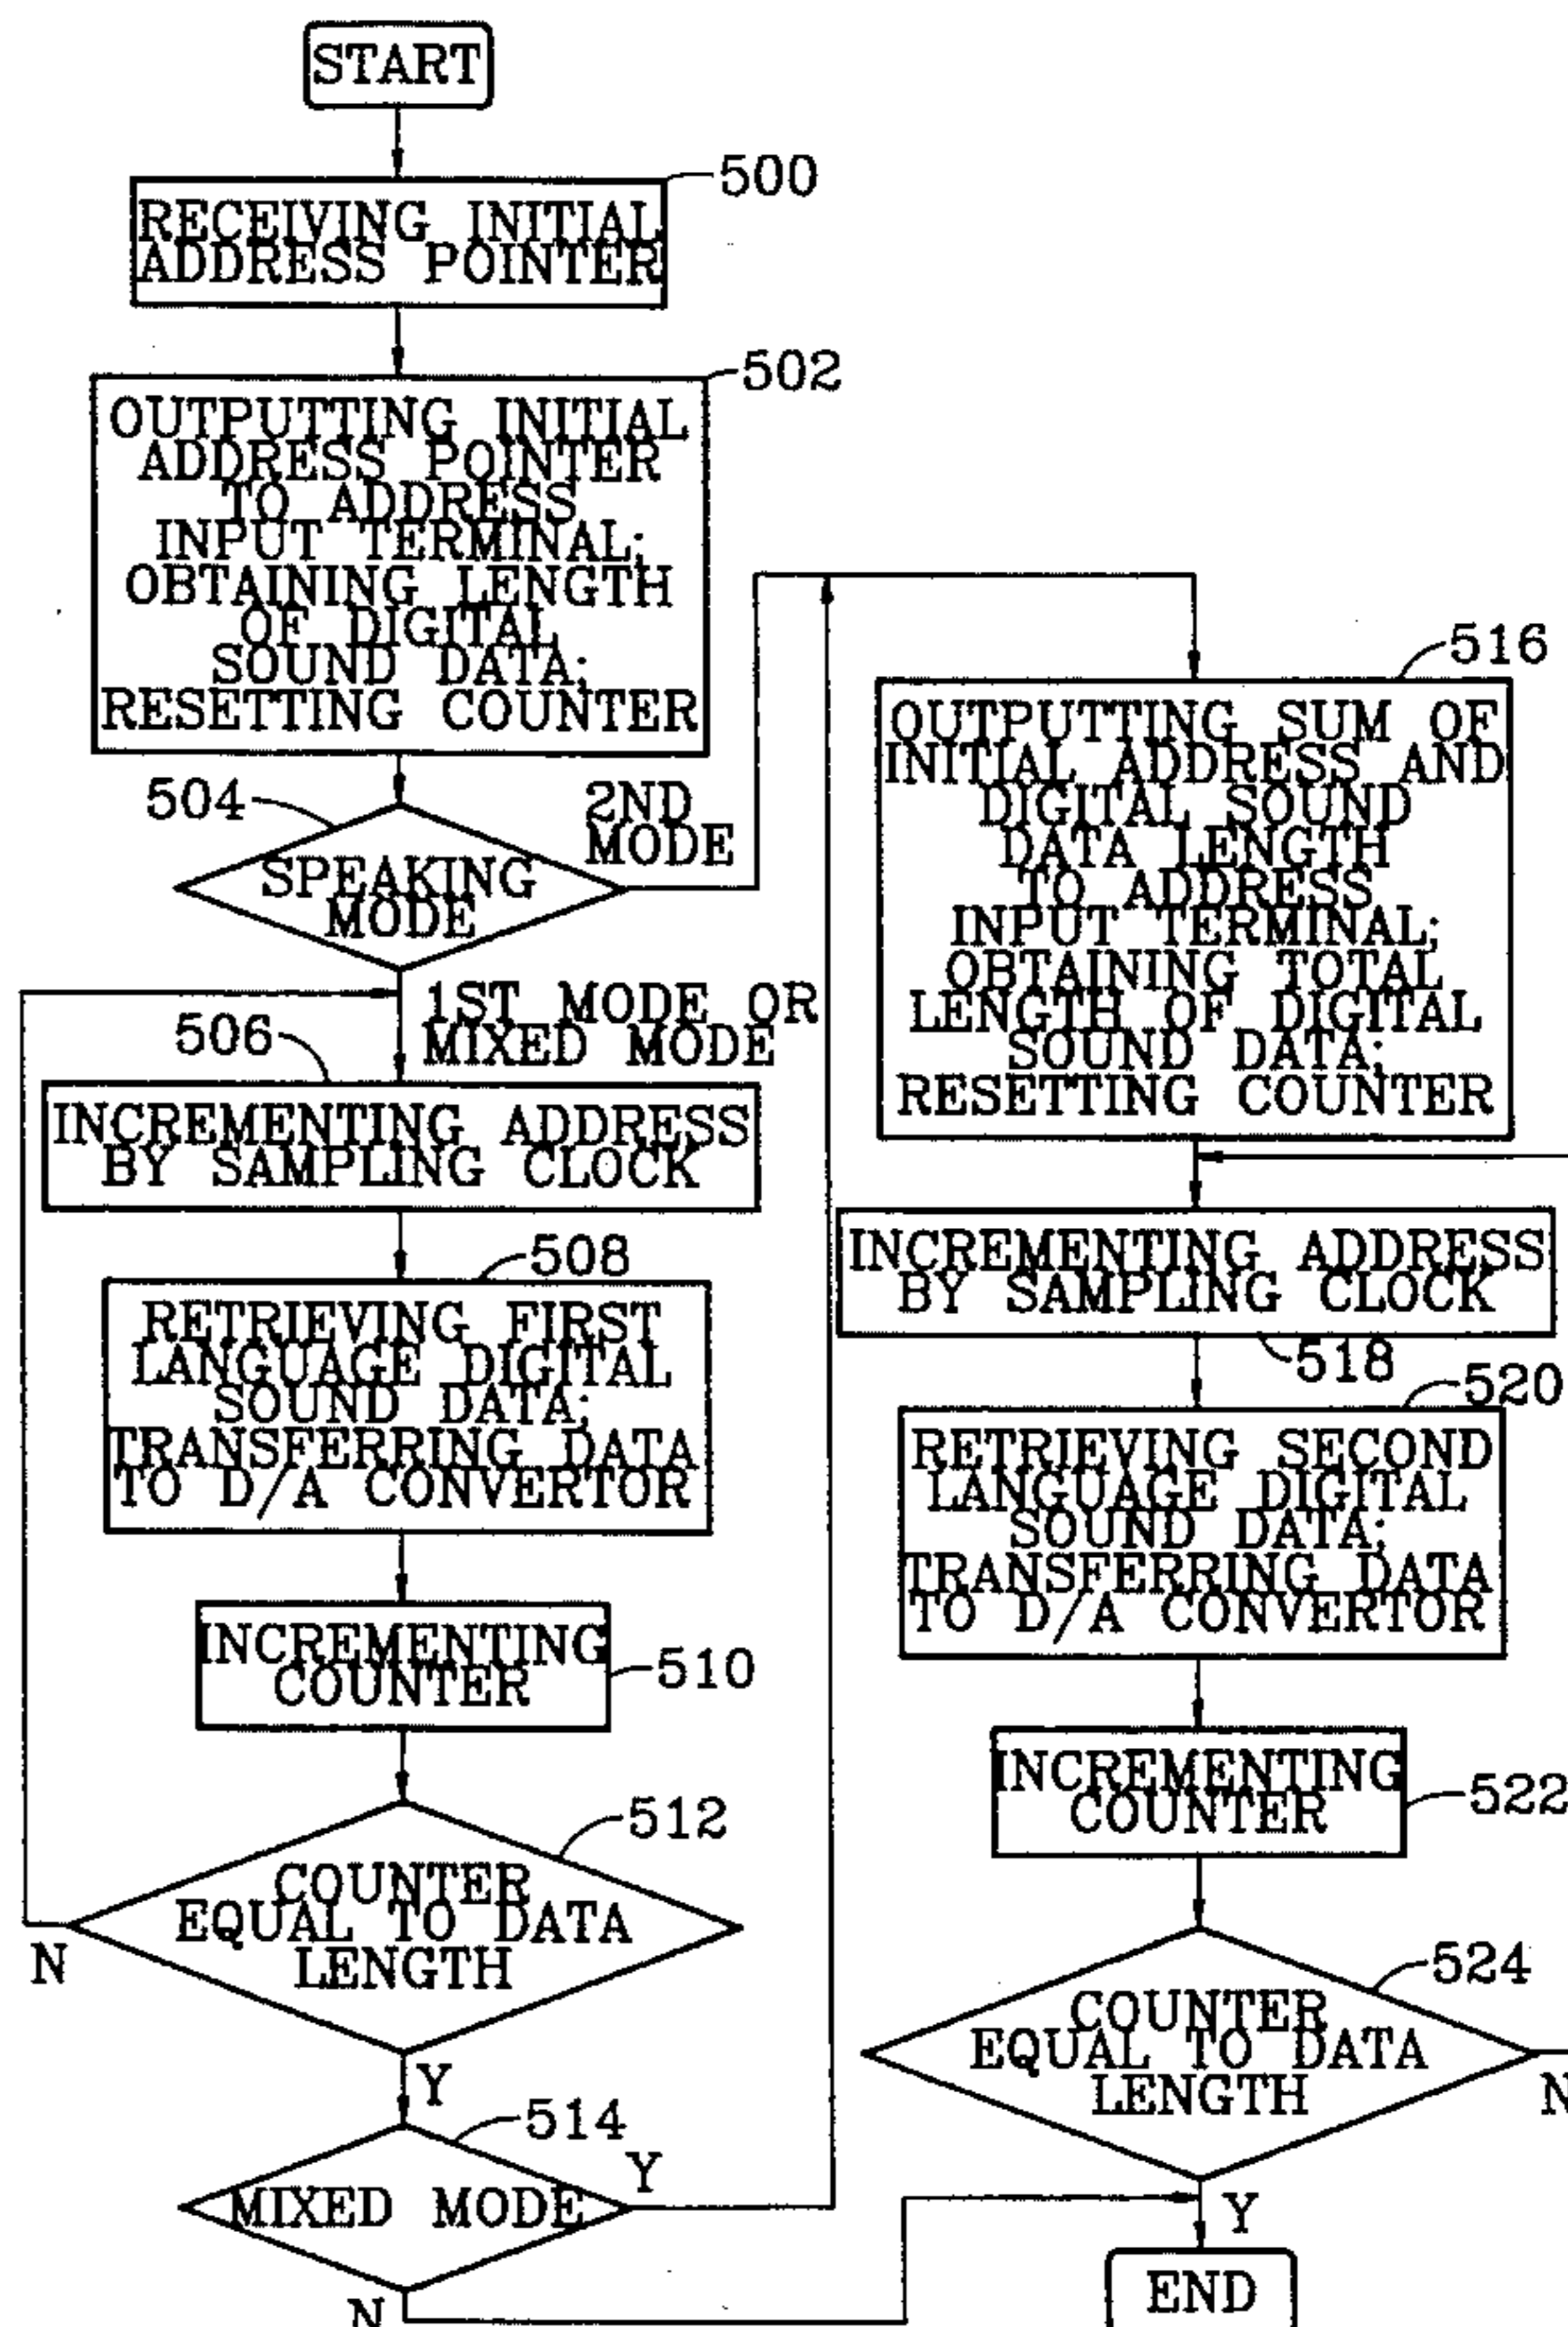 START
500
RECEIVING INITIAL
ADDRESS POINTER
502
OUTPUTTING INITIAL
ADDRESS POINTER
TO ADDRESS
INPUT TERMINAL;
OBTAINING LENGTH
OF DIGITAL
SOUND DATA;
RESETTING COUNTER
504
SPEAKING
MODE
2ND
MODE
1ST MODE OR
MIXED MODE
506
INCREMENTING ADDRESS
BY SAMPLING CLOCK
508
RETRIEVING FIRST
LANGUAGE DIGITAL
SOUND DATA;
TRANSFERRING DATA
TO D/A CONVERTOR
INCREMENTING
COUNTER
510
512
COUNTER
EQUAL TO DATA
LENGTH
N
Y
514
MIXED MODE
Y
N
516
OUTPUTTING SUM OF
INITIAL ADDRESS AND
DIGITAL SOUND
DATA LENGTH
TO ADDRESS
INPUT TERMINAL;
OBTAINING TOTAL
LENGTH OF DIGITAL
SOUND DATA;
RESETTING COUNTER
INCREMENTING ADDRESS
BY SAMPLING CLOCK
518
520
RETRIEVING SECOND
LANGUAGE DIGITAL
SOUND DATA;
TRANSFERRING DATA
TO D/A CONVERTOR
INCREMENTING
COUNTER
522
524
COUNTER
EQUAL TO DATA
LENGTH
N
Y
END